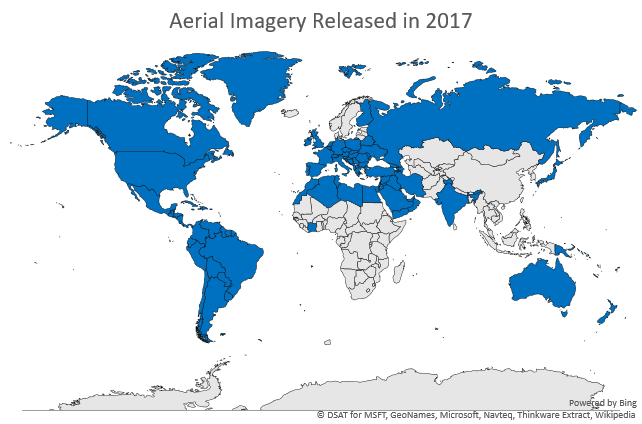 Aerial Imagery Released in 2017
Powered by Bing
© DSAT for MSFT, GeoNames, Microsoft, Navteq, Thinkware Extract, Wikipedia